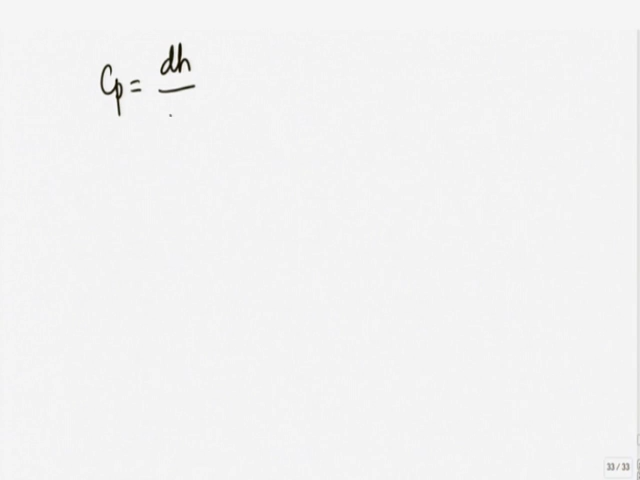 Cp = dh/
33 / 33